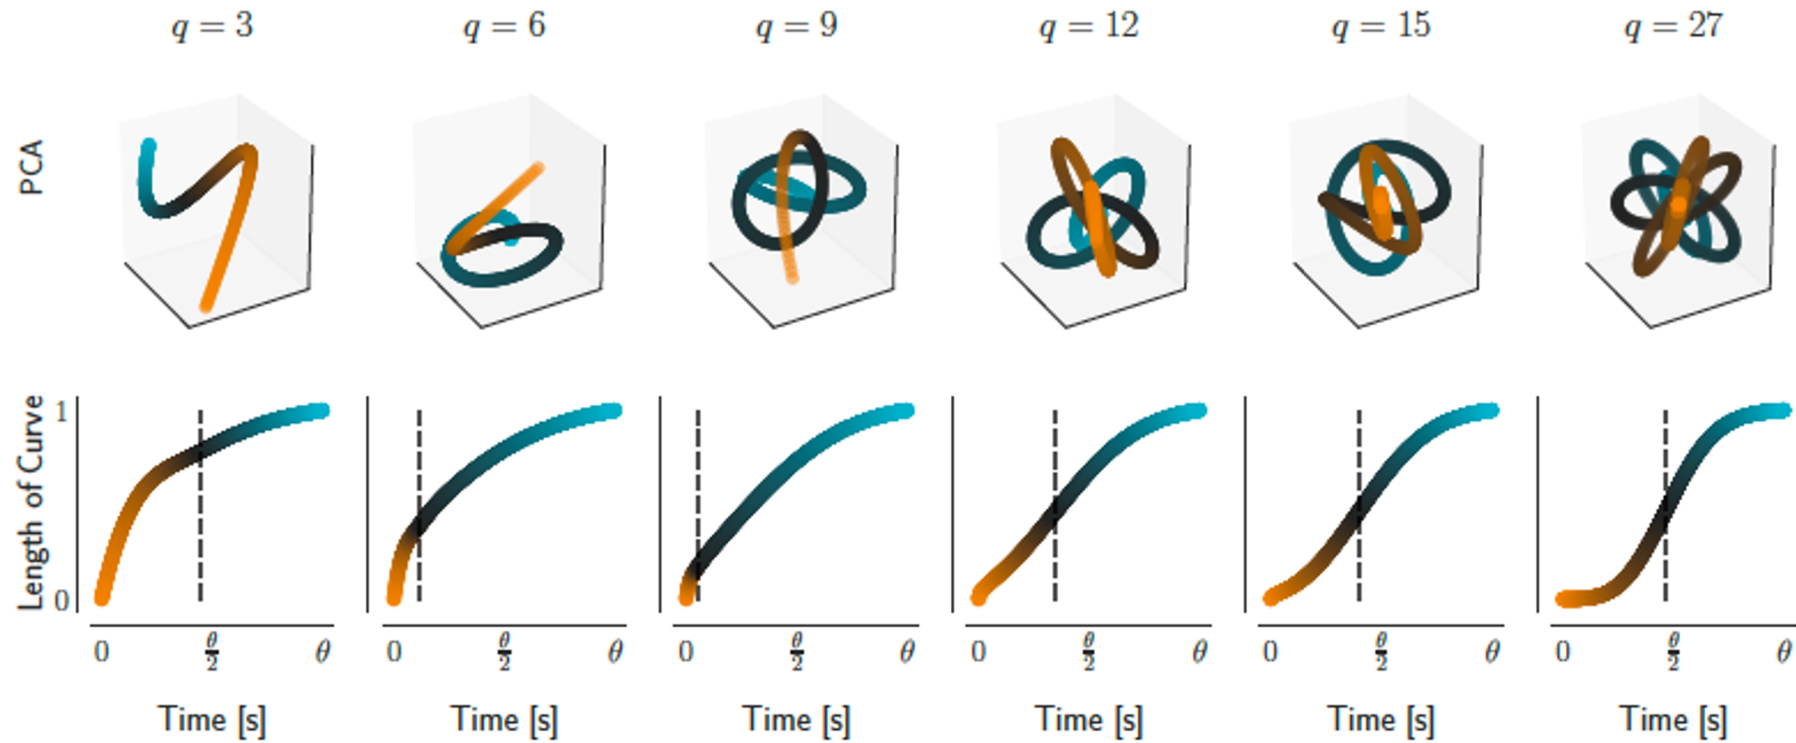 q = 3 q = 6 q = 9 q = 12 q = 15 q = 27
PCA
Length of Curve
1
0
0 θ/2 θ 0 θ/2 θ 0 θ/2 θ 0 θ/2 θ 0 θ/2 θ 0 θ/2 θ
Time [s] Time [s] Time [s] Time [s] Time [s] Time [s]